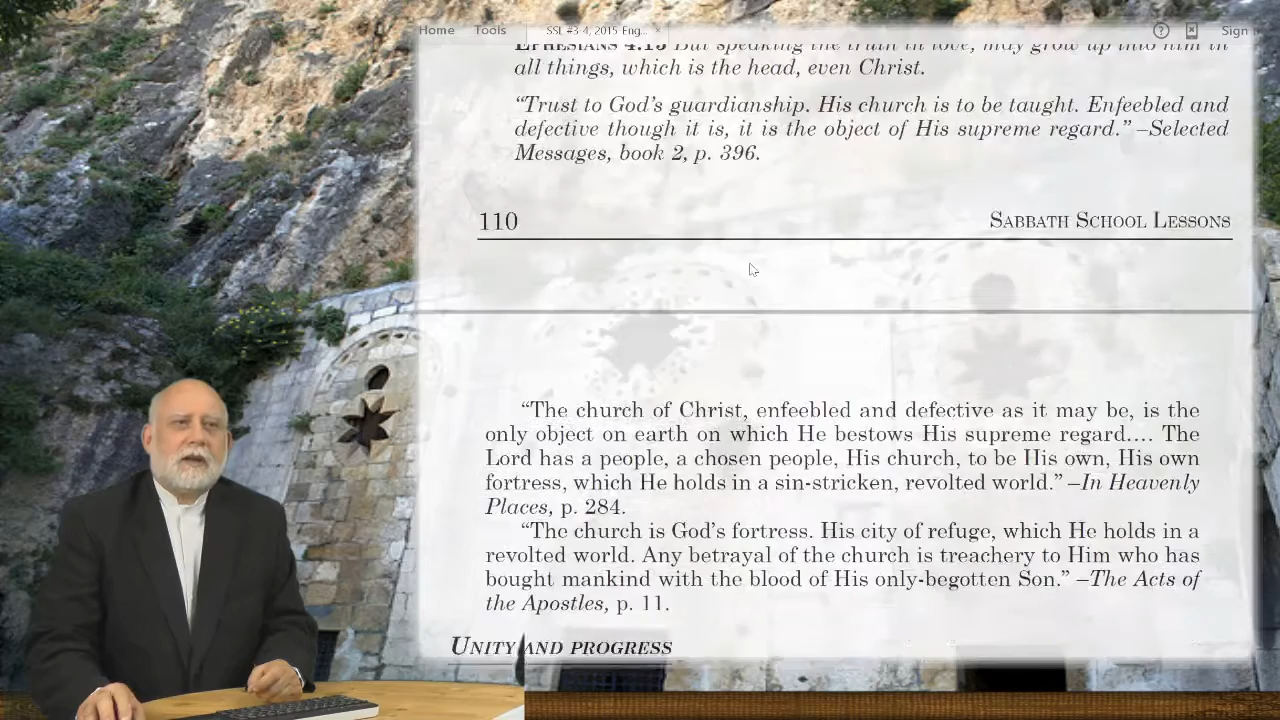 Home Tools SSL #3-4, 2015 Eng... × Sign
EPHESIANS 4:15 But speaking the truth in love, may grow up into him in
all things, which is the head, even Christ.
“Trust to God’s guardianship. His church is to be taught. Enfeebled and
defective though it is, it is the object of His supreme regard.” –Selected
Messages, book 2, p. 396.
110 SABBATH SCHOOL LESSONS
“The church of Christ, enfeebled and defective as it may be, is the
only object on earth on which He bestows His supreme regard.... The
Lord has a people, a chosen people, His church, to be His own, His own
fortress, which He holds in a sin-stricken, revolted world.” –In Heavenly
Places, p. 284.
“The church is God’s fortress. His city of refuge, which He holds in a
revolted world. Any betrayal of the church is treachery to Him who has
bought mankind with the blood of His only-begotten Son.” –The Acts of
the Apostles, p. 11.
UNITY AND PROGRESS